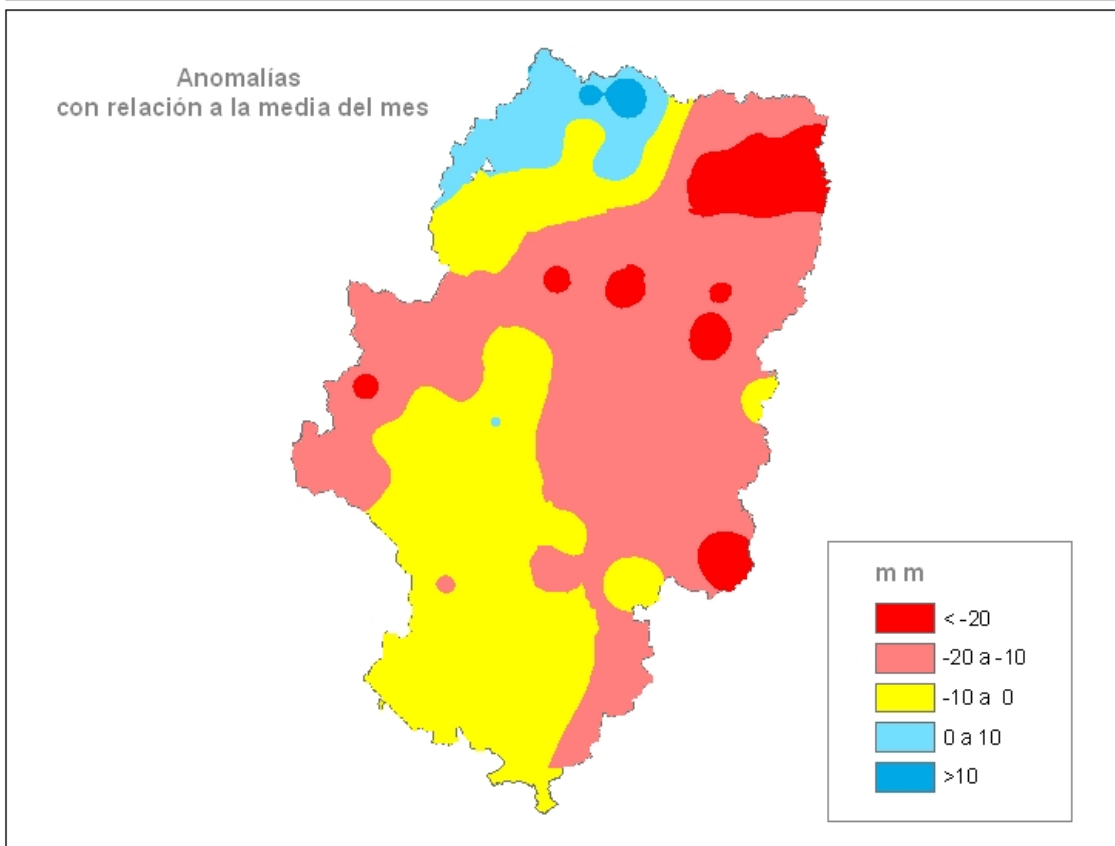 Anomalías
con relación a la media del mes
m m
< -20
-20 a -10
-10 a 0
0 a 10
>10